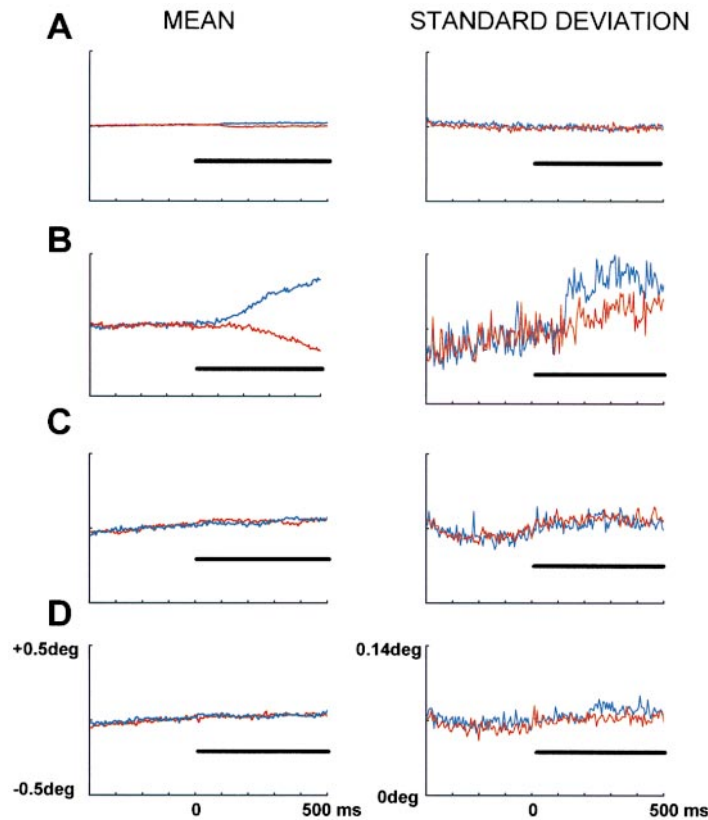 A
MEAN
STANDARD DEVIATION
B
C
D
+0.5deg
-0.5deg
0
500 ms
0.14deg
0deg
0
500 ms